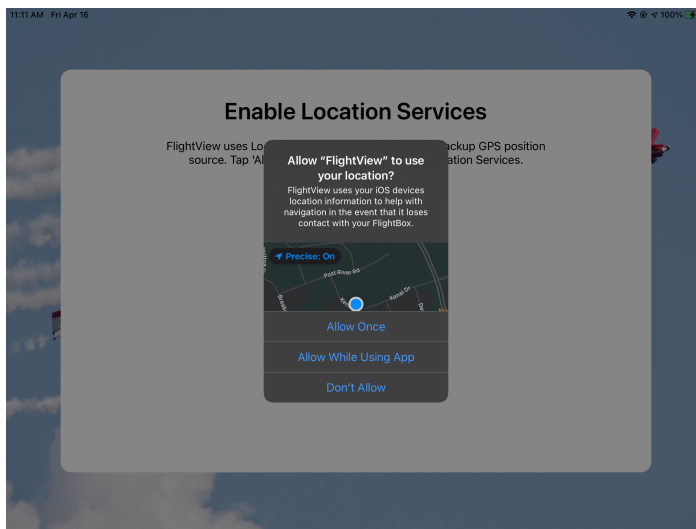 11:11 AM Fri Apr 16
100%
Enable Location Services
FlightView uses Lo ackup GPS position
source. Tap 'Al ation Services.
Allow “FlightView” to use
your location?
FlightView uses your iOS devices
location information to help with
navigation in the event that it loses
contact with your FlightBox.
Precise: On
Post River Rd
Kenai Dr
Allow Once
Allow While Using App
Don't Allow